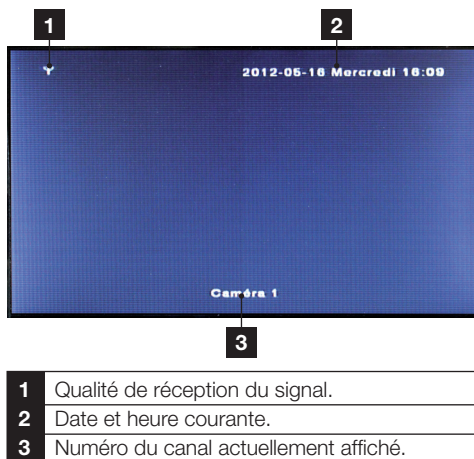 1 2
2012-05-16 Mercredi 16:09
Caméra 1
3
1 Qualité de réception du signal.
2 Date et heure courante.
3 Numéro du canal actuellement affiché.